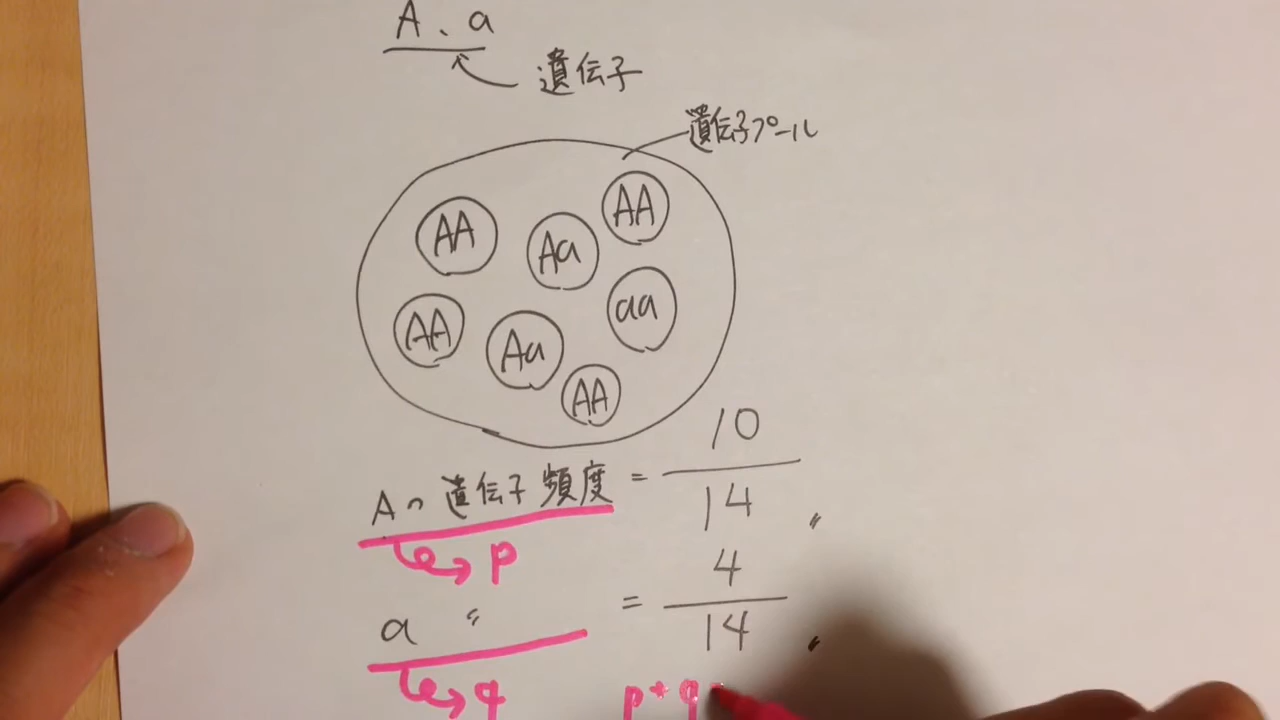 A、a
遺伝子
遺伝子プール
AA
Aa
AA
AA
Aa
aa
AA
Aの遺伝子頻度 = 10/14 〃
p
a 〃 = 4/14 〃
q
p+q